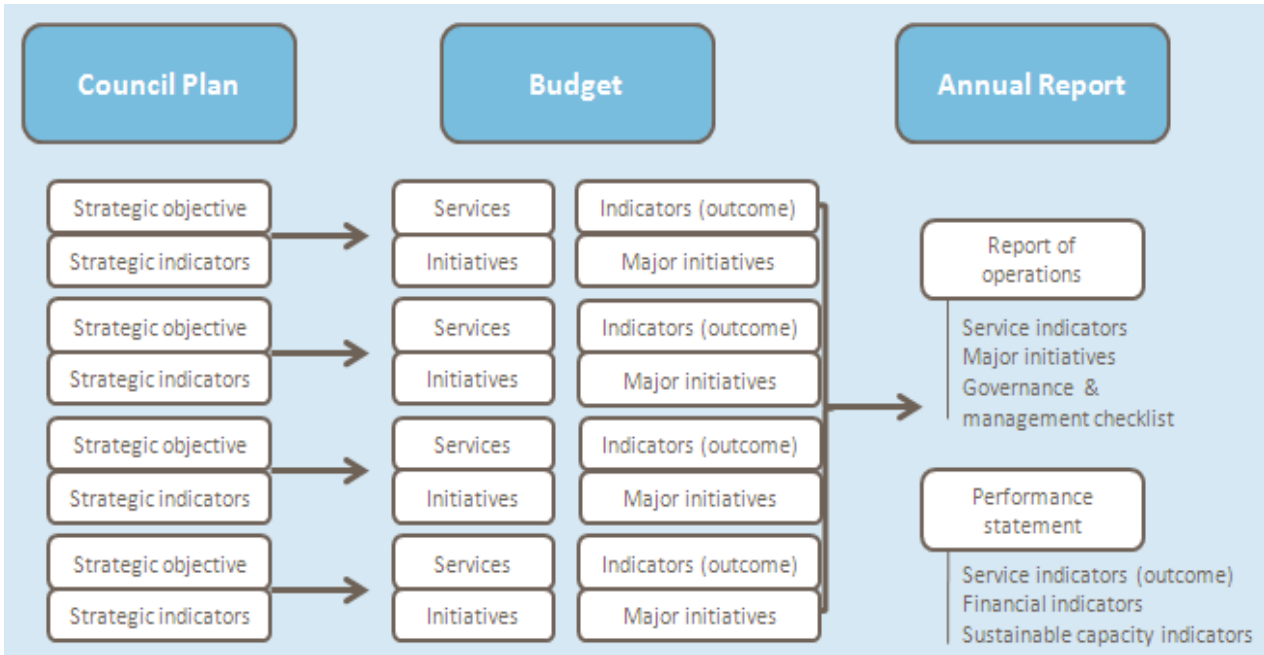 Council Plan
Budget
Annual Report
Strategic objective
Strategic indicators
Strategic objective
Strategic indicators
Strategic objective
Strategic indicators
Strategic objective
Strategic indicators
Services
Indicators (outcome)
Initiatives
Major initiatives
Services
Indicators (outcome)
Initiatives
Major initiatives
Services
Indicators (outcome)
Initiatives
Major initiatives
Services
Indicators (outcome)
Initiatives
Major initiatives
Report of
operations
Service indicators
Major initiatives
Governance &
management checklist
Performance
statement
Service indicators (outcome)
Financial indicators
Sustainable capacity indicators